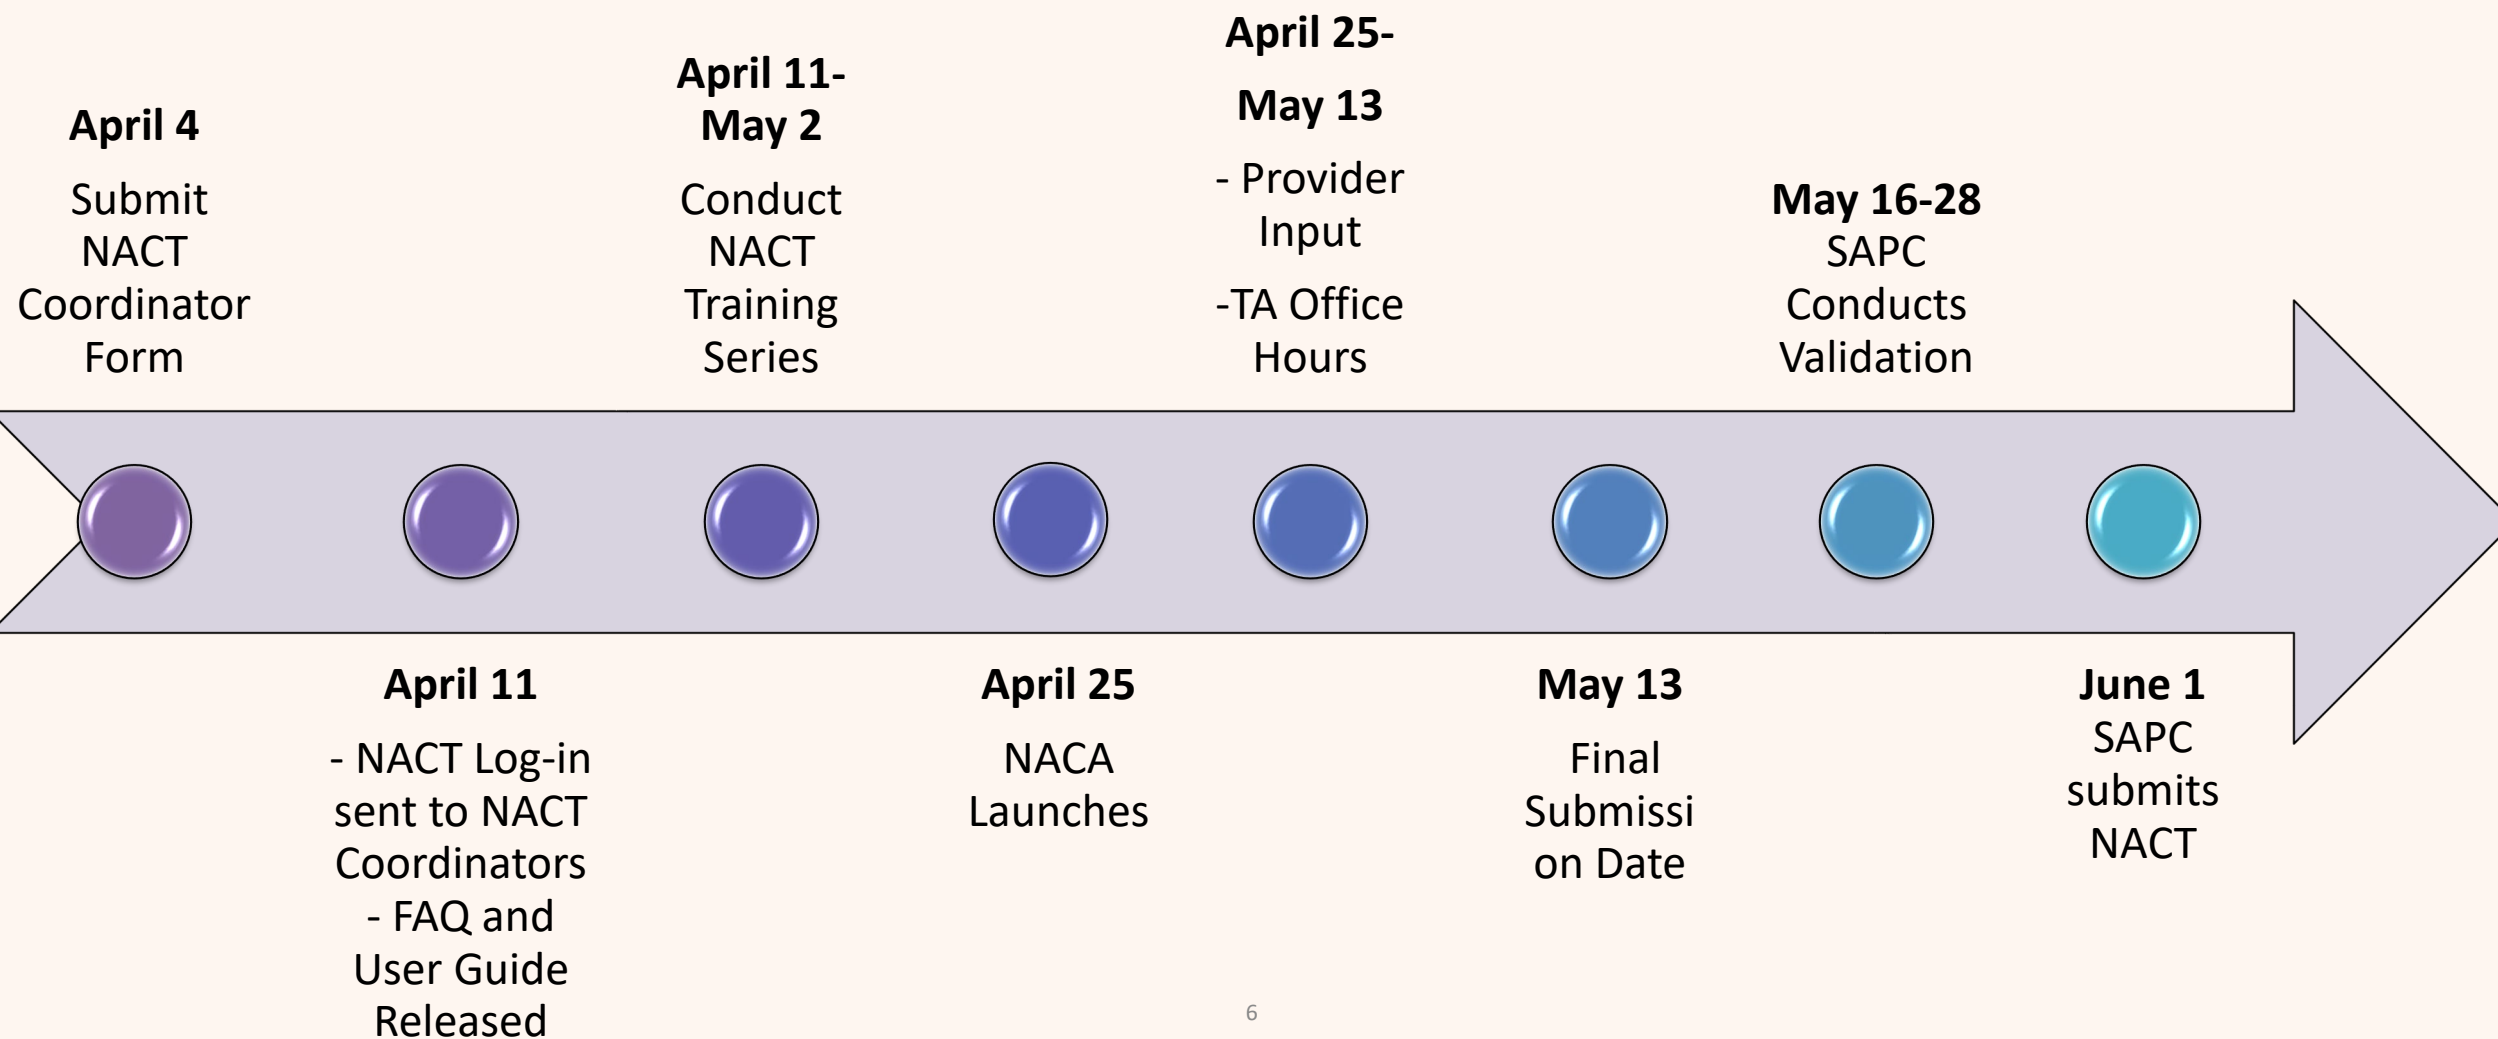 April 4
Submit
NACT
Coordinator
Form
April 11
- NACT Log-in
sent to NACT
Coordinators
- FAQ and
User Guide
Released
April 11-
May 2
Conduct
NACT
Training
Series
April 25
NACA
Launches
April 25-
May 13
- Provider
Input
-TA Office
Hours
May 13
Final
Submissi
on Date
May 16-28
SAPC
Conducts
Validation
June 1
SAPC
submits
NACT
6